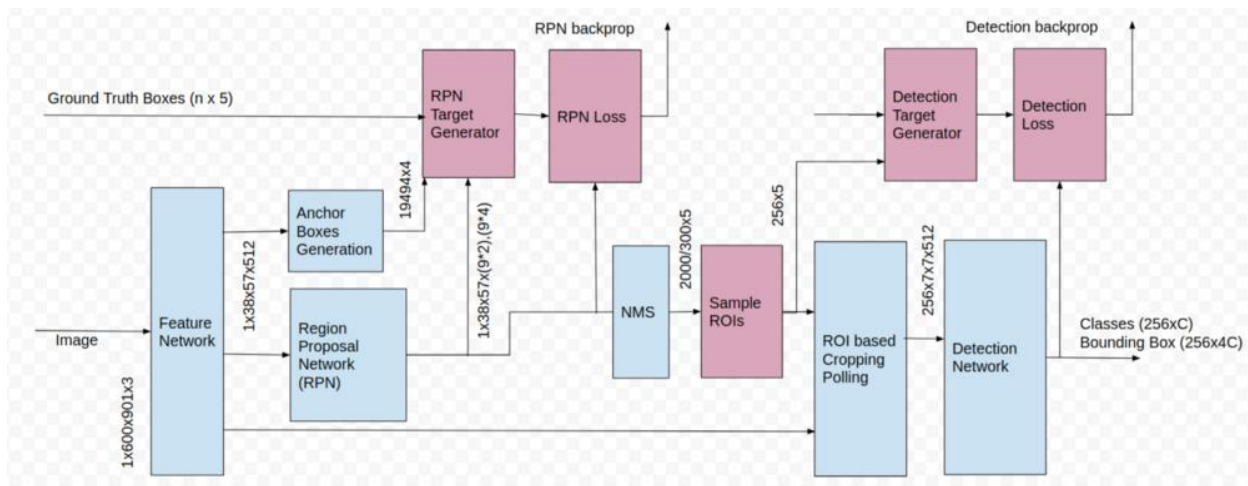 RPN backprop
Detection backprop
Ground Truth Boxes (n x 5)
RPN
Target
Generator
RPN Loss
Detection
Target
Generator
Detection
Loss
19494x4
Anchor
Boxes
Generation
1x38x57x512
1x38x57x(9*2),(9*4)
2000/300x5
256x5
256x7x7x512
Image
1x600x901x3
Feature
Network
Region
Proposal
Network
(RPN)
NMS
Sample
ROIs
ROI based
Cropping
Polling
Detection
Network
Classes (256xC)
Bounding Box (256x4C)